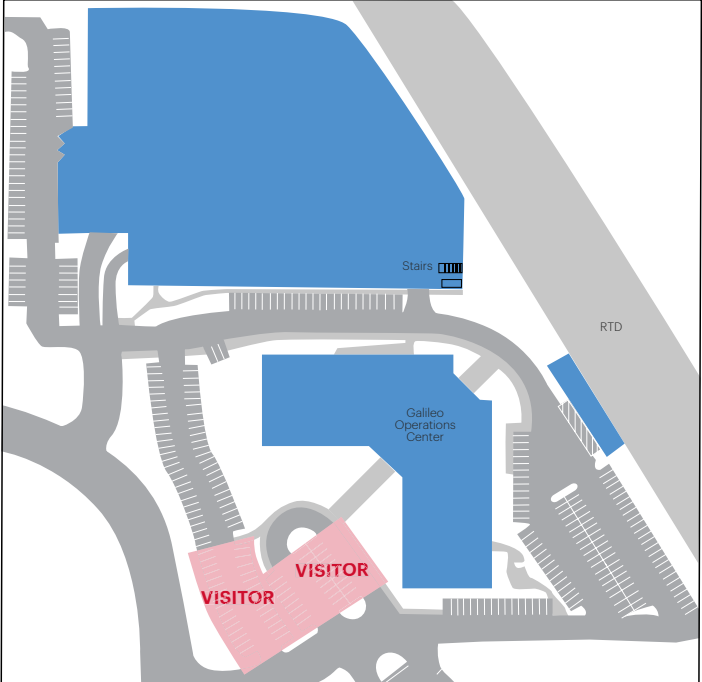 Stairs
RTD
Galileo
Operations
Center
VISITOR
VISITOR